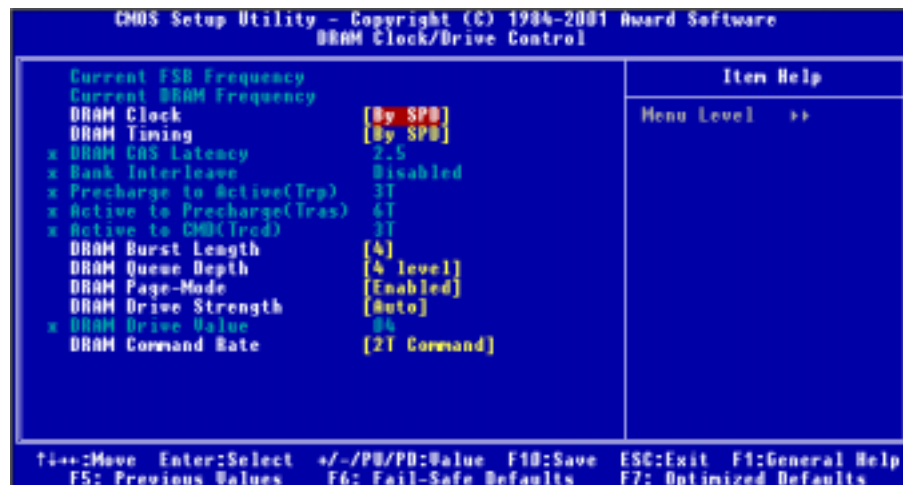 CMOS Setup Utility - Copyright (C) 1984-2001 Award Software
DRAM Clock/Drive Control
Current FSB Frequency
Current DRAM Frequency
DRAM Clock [By SPD]
DRAM Timing [By SPD]
x DRAM CAS Latency 2.5
x Bank Interleave Disabled
x Precharge to Active(Trp) 3T
x Active to Precharge(Tras) 6T
x Active to CMD(Trcd) 3T
DRAM Burst Length [4]
DRAM Queue Depth [4 level]
DRAM Page-Mode [Enabled]
DRAM Drive Strength [Auto]
x DRAM Drive Value 04
DRAM Command Rate [2T Command]
Item Help
Menu Level ▸▸
↑↓→←:Move Enter:Select +/-/PU/PD:Value F10:Save ESC:Exit F1:General Help
F5: Previous Values F6: Fail-Safe Defaults F7: Optimized Defaults